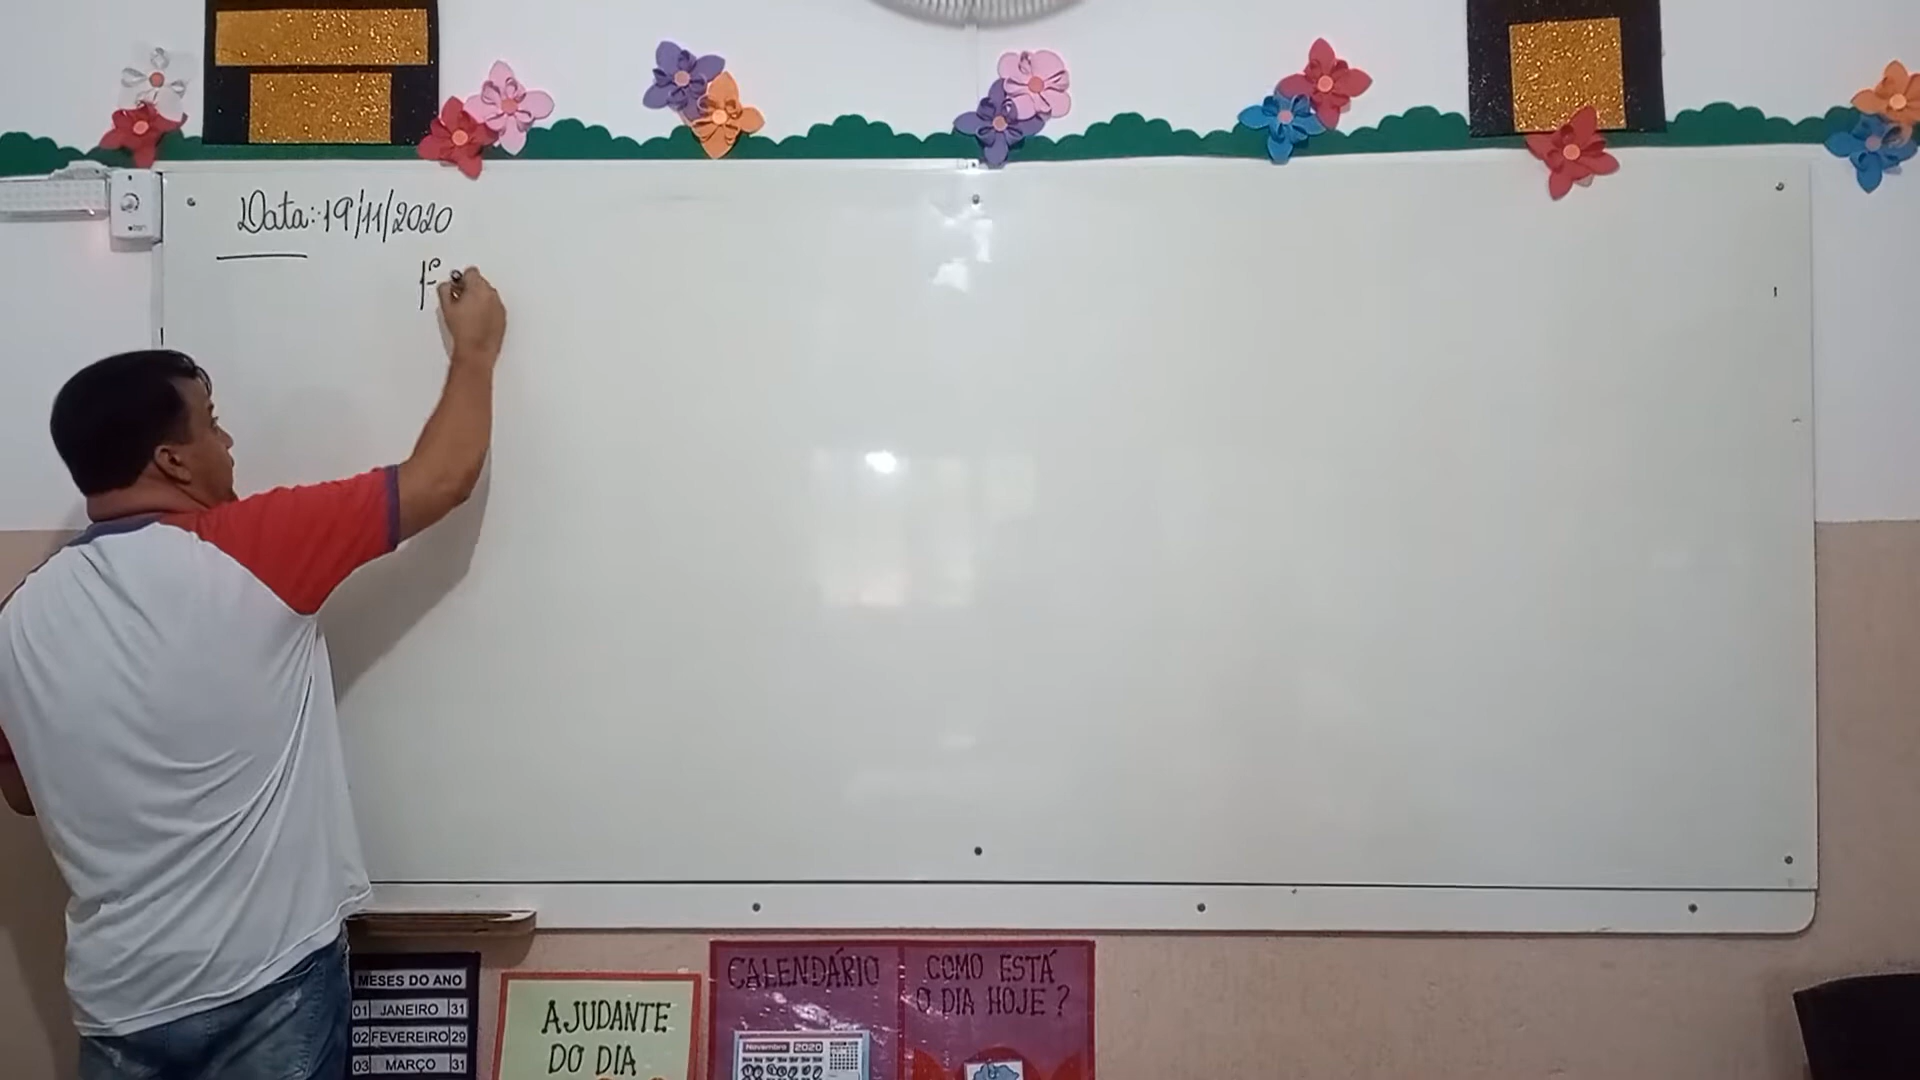 Data: 19/11/2020
MESES DO ANO
01 JANEIRO 31
02 FEVEREIRO 29
03 MARÇO 31
AJUDANTE
DO DIA
CALENDÁRIO
Novembro 2020
COMO ESTÁ
O DIA HOJE?